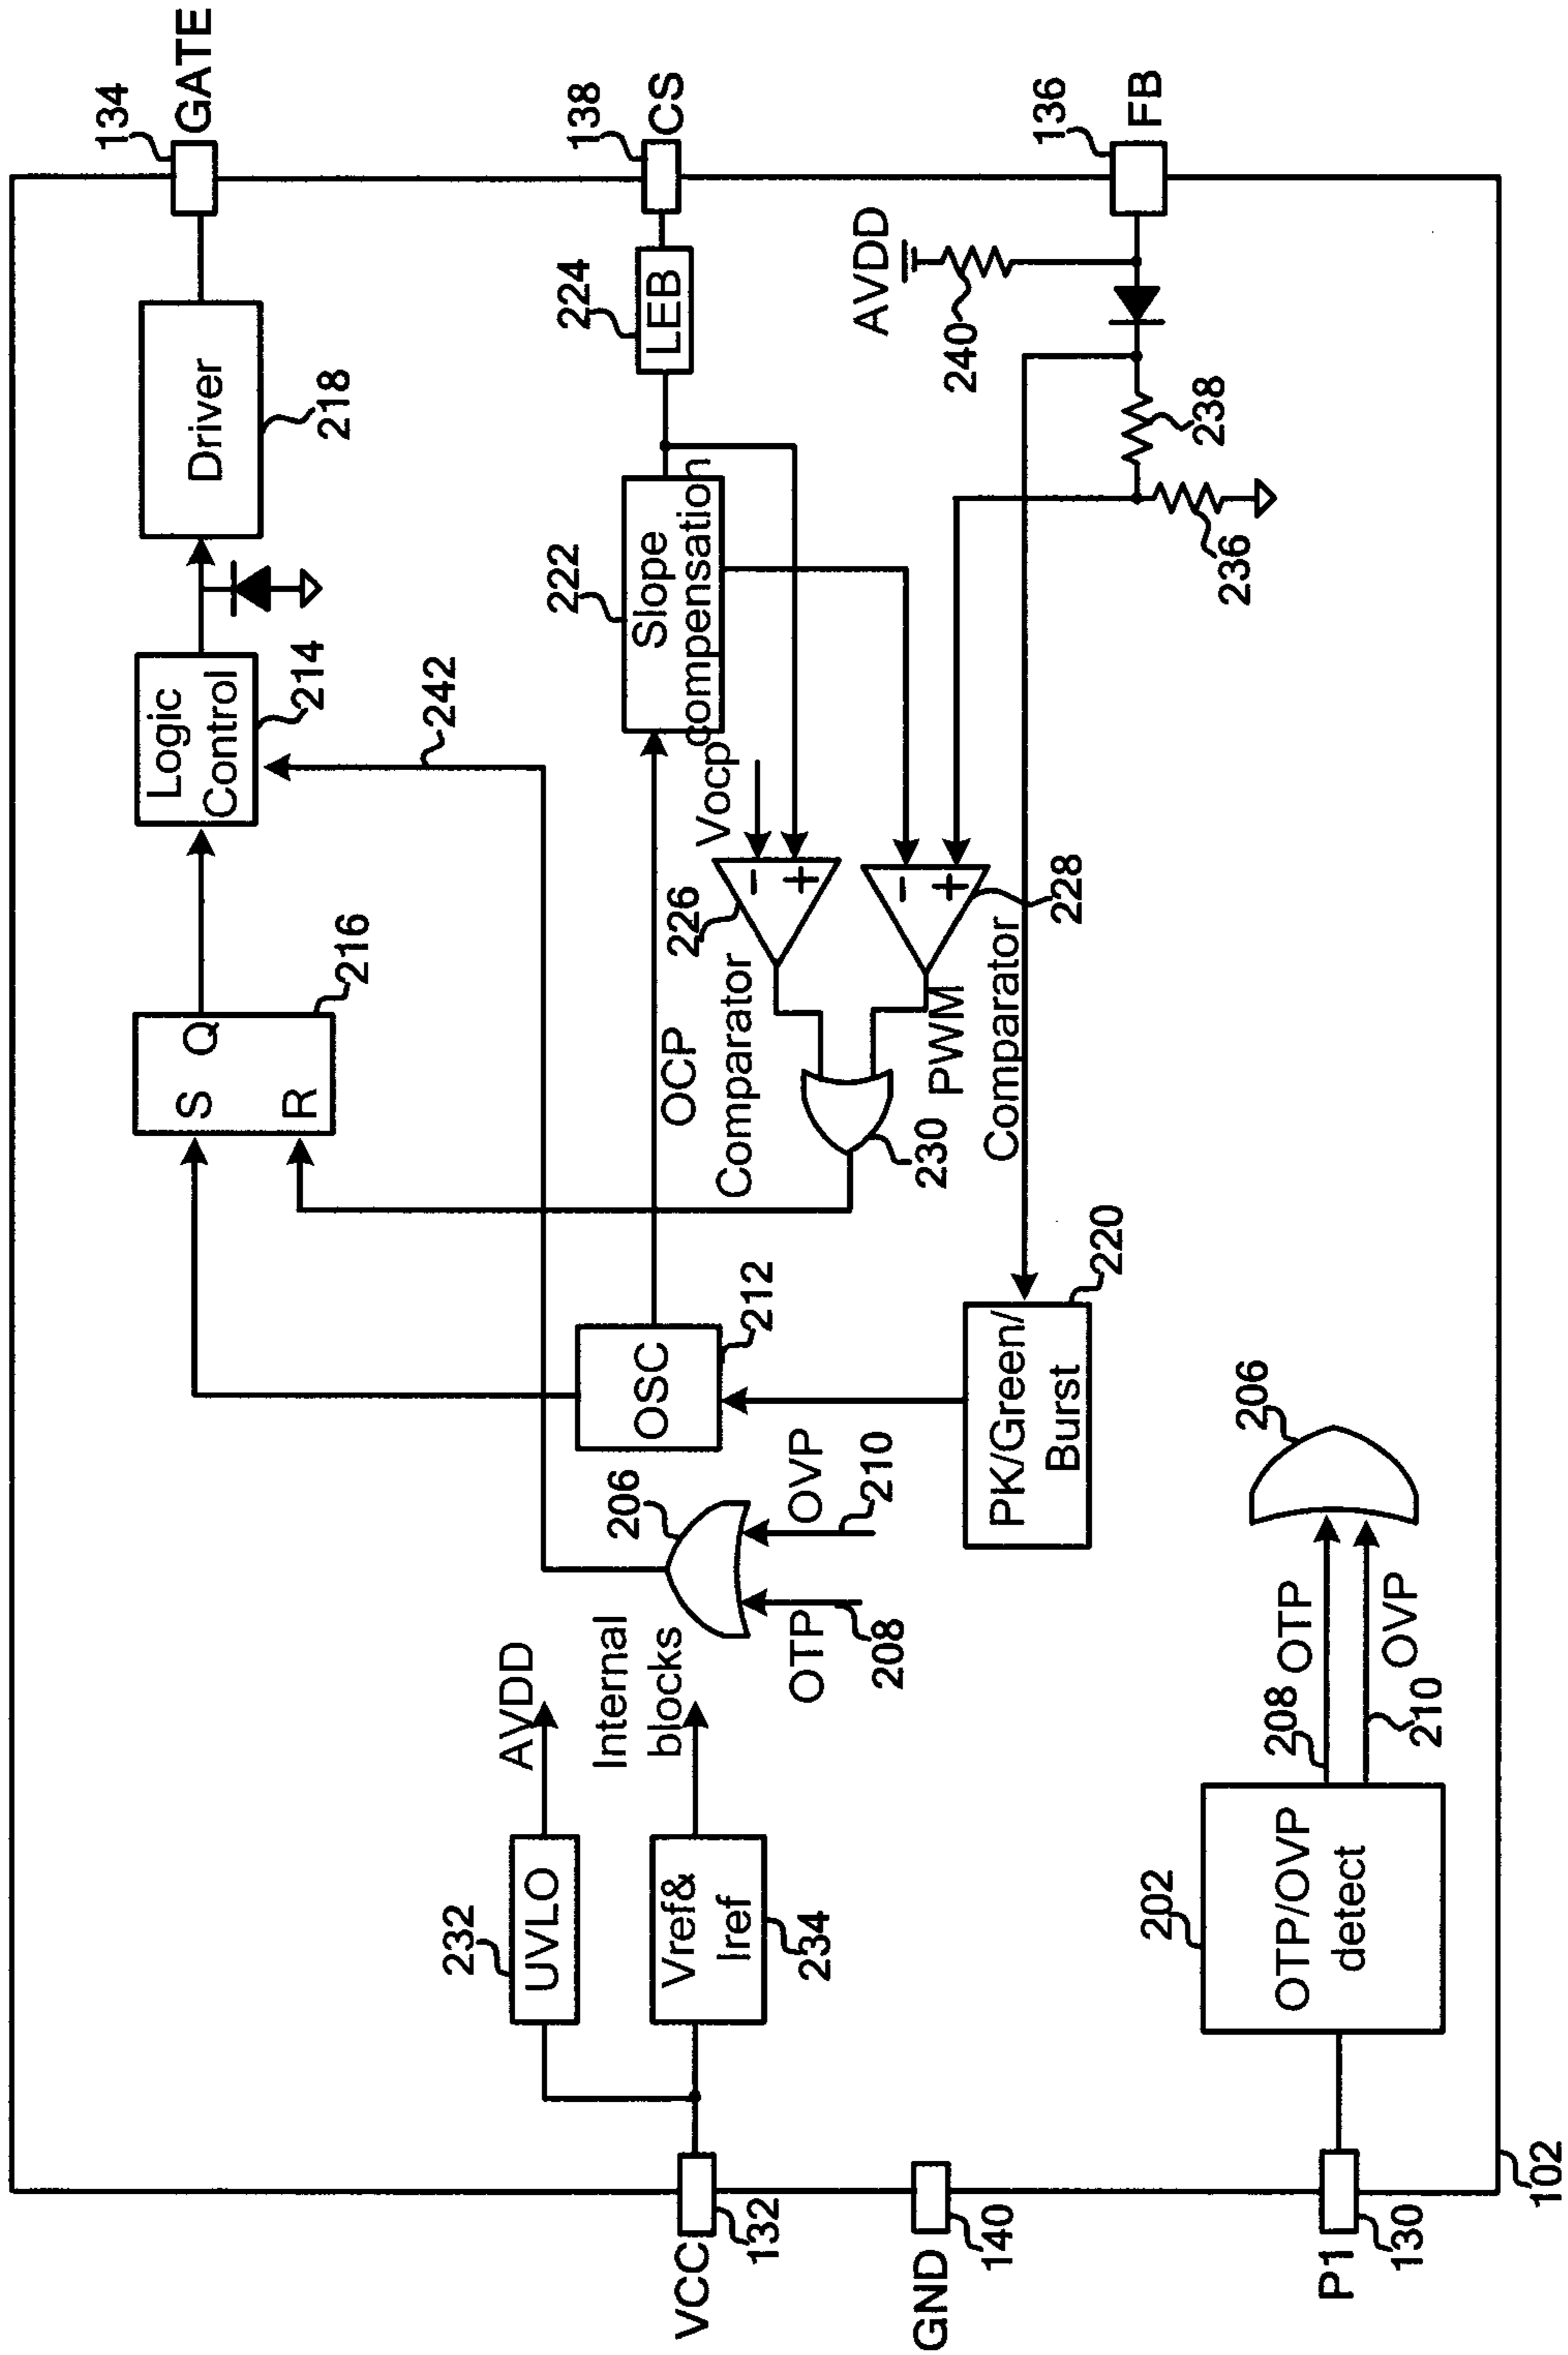 134
GATE
Driver
218
Logic
Control
214
242
216
S Q
R
138
CS
224
LEB
222
Slope
compensation
Vocp
226
OCP
Comparator
228
PWM
Comparator
230
136
FB
AVDD
240
238
236
OSC
212
PK/Green/
Burst
220
206
OTP
208
OVP
210
AVDD
Internal
blocks
232
UVLO
Vref&
Iref
234
VCC
132
GND
140
P1
130
202
OTP/OVP
detect
208
OTP
210
OVP
206
102